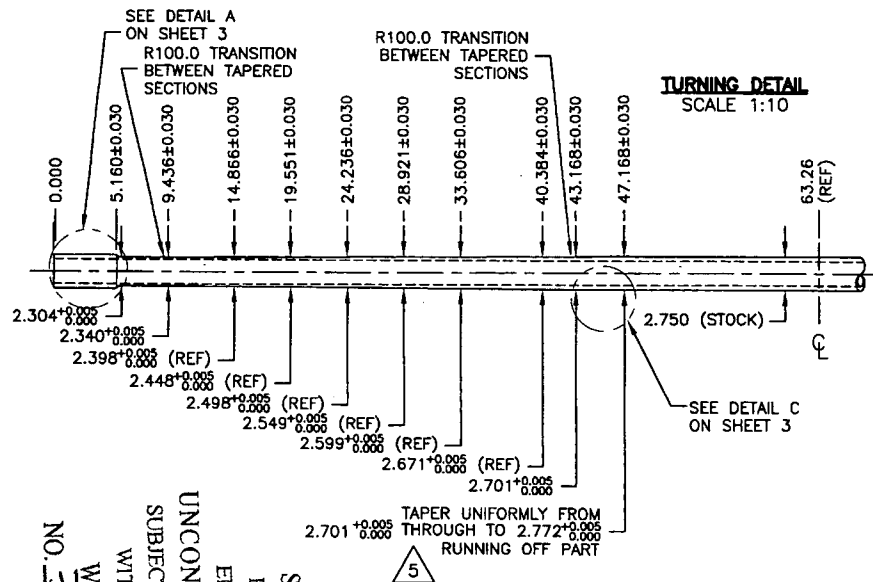 SEE DETAIL A
ON SHEET 3
R100.0 TRANSITION
BETWEEN TAPERED
SECTIONS
R100.0 TRANSITION
BETWEEN TAPERED
SECTIONS
TURNING DETAIL
SCALE 1:10
0.000
5.160±0.030
9.436±0.030
14.866±0.030
19.551±0.030
24.236±0.030
28.921±0.030
33.606±0.030
40.384±0.030
43.168±0.030
47.168±0.030
63.26
(REF)
2.304+0.005 0.000
2.340+0.005 0.000
2.398+0.005 0.000 (REF)
2.448+0.005 0.000 (REF)
2.498+0.005 0.000 (REF)
2.549+0.005 0.000 (REF)
2.599+0.005 0.000 (REF)
2.671+0.005 0.000 (REF)
2.701+0.005 0.000
2.750 (STOCK)
CL
SEE DETAIL C
ON SHEET 3
TAPER UNIFORMLY FROM
2.701 +0.005 0.000 THROUGH TO 2.772+0.005 0.000
RUNNING OFF PART
5
UNCON
SUBJEC
WIT
NO.